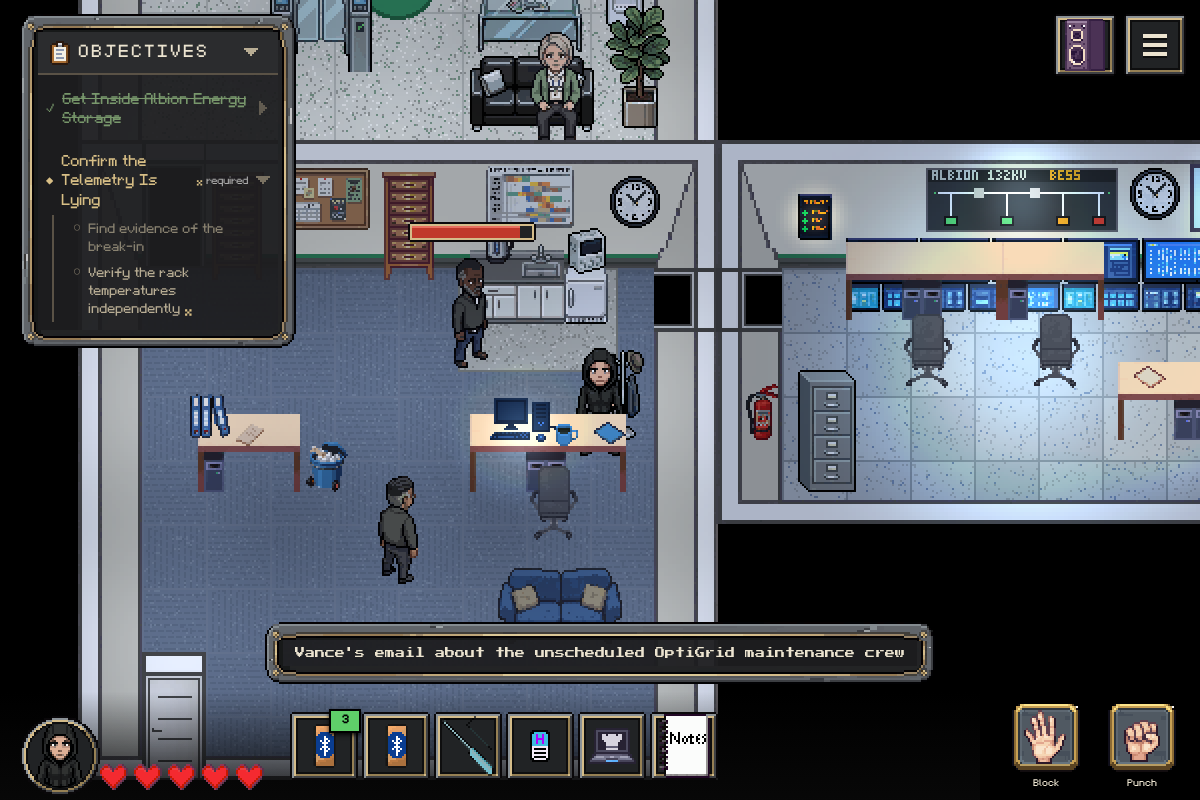 OBJECTIVES
Get Inside Albion Energy
Storage
Confirm the
Telemetry Is
Lying
x required
Find evidence of the
break-in
Verify the rack
temperatures
independently x
ALBION 132KV BESS
Vance's email about the unscheduled OptiGrid maintenance crew
3
H
Notes
Block
Punch